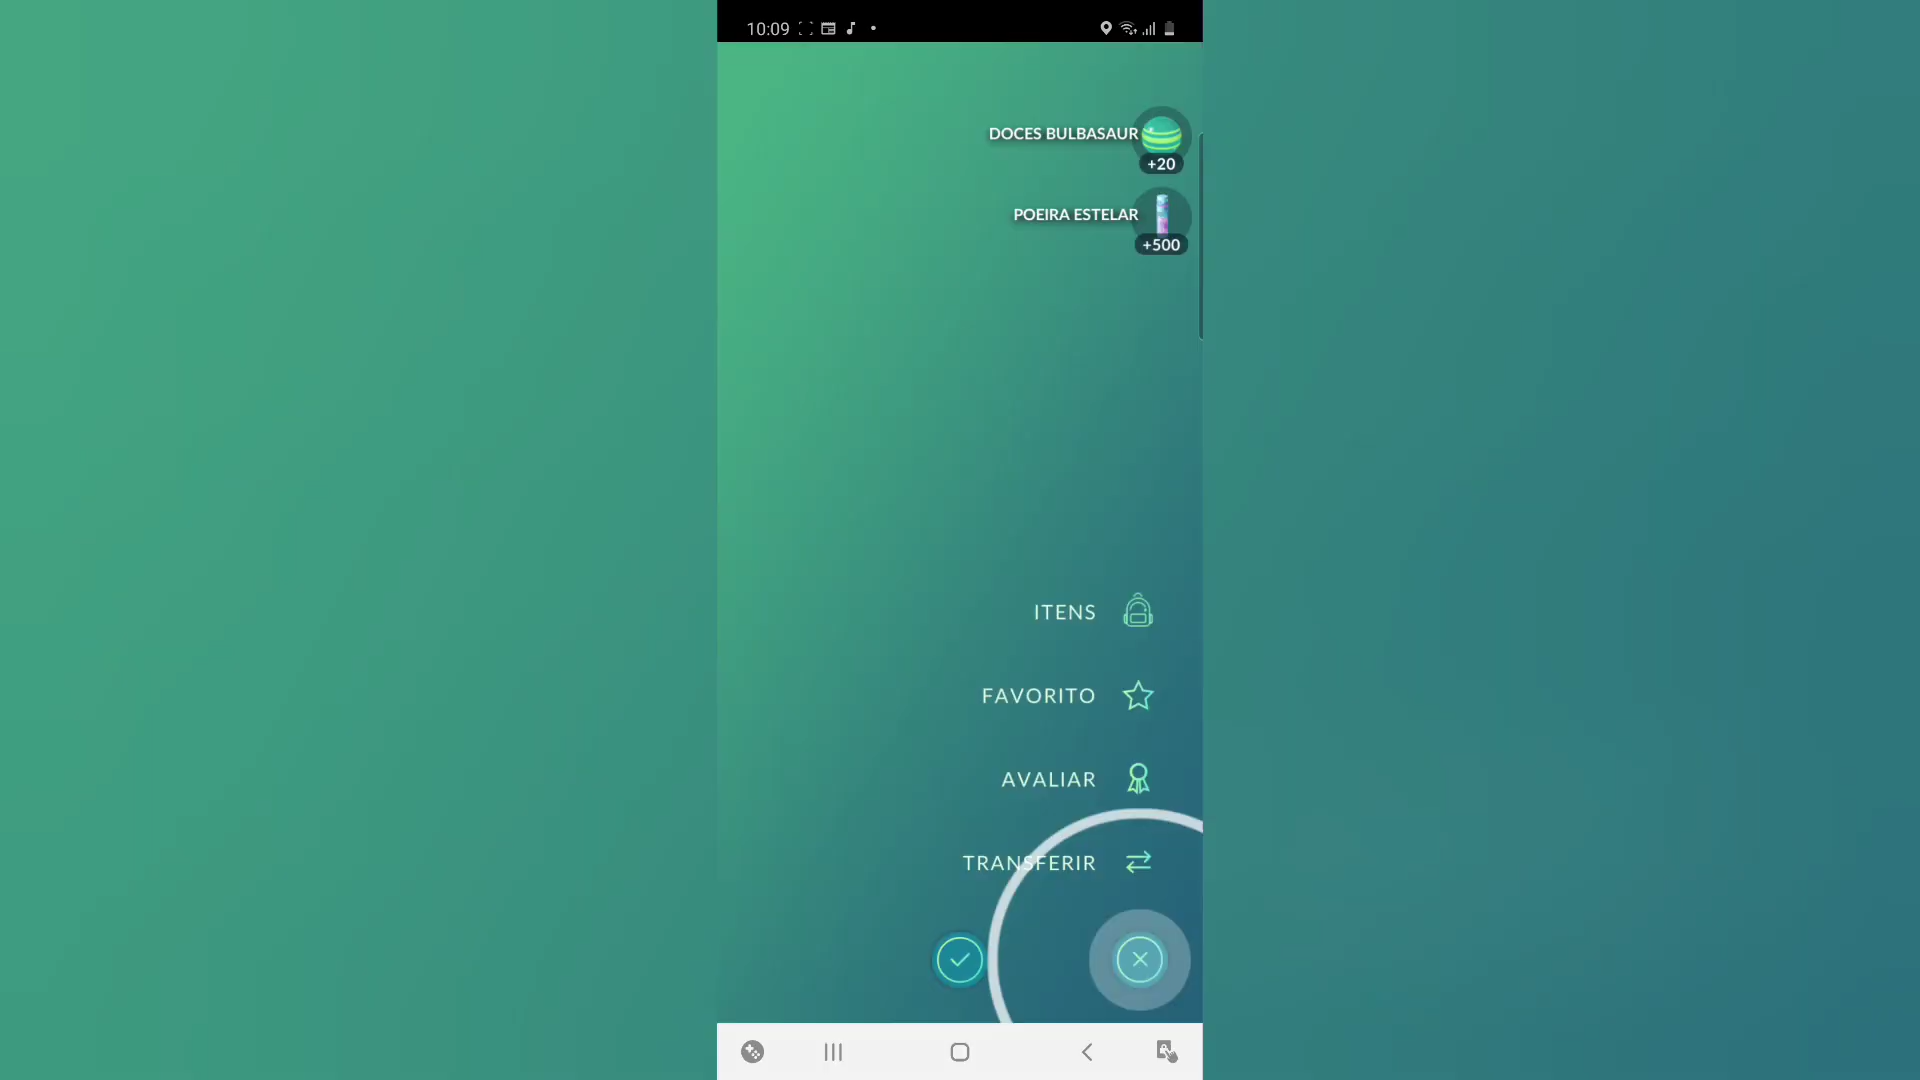 10:09
DOCES BULBASAUR
+20
POEIRA ESTELAR
+500
ITENS
FAVORITO
AVALIAR
TRANSFERIR